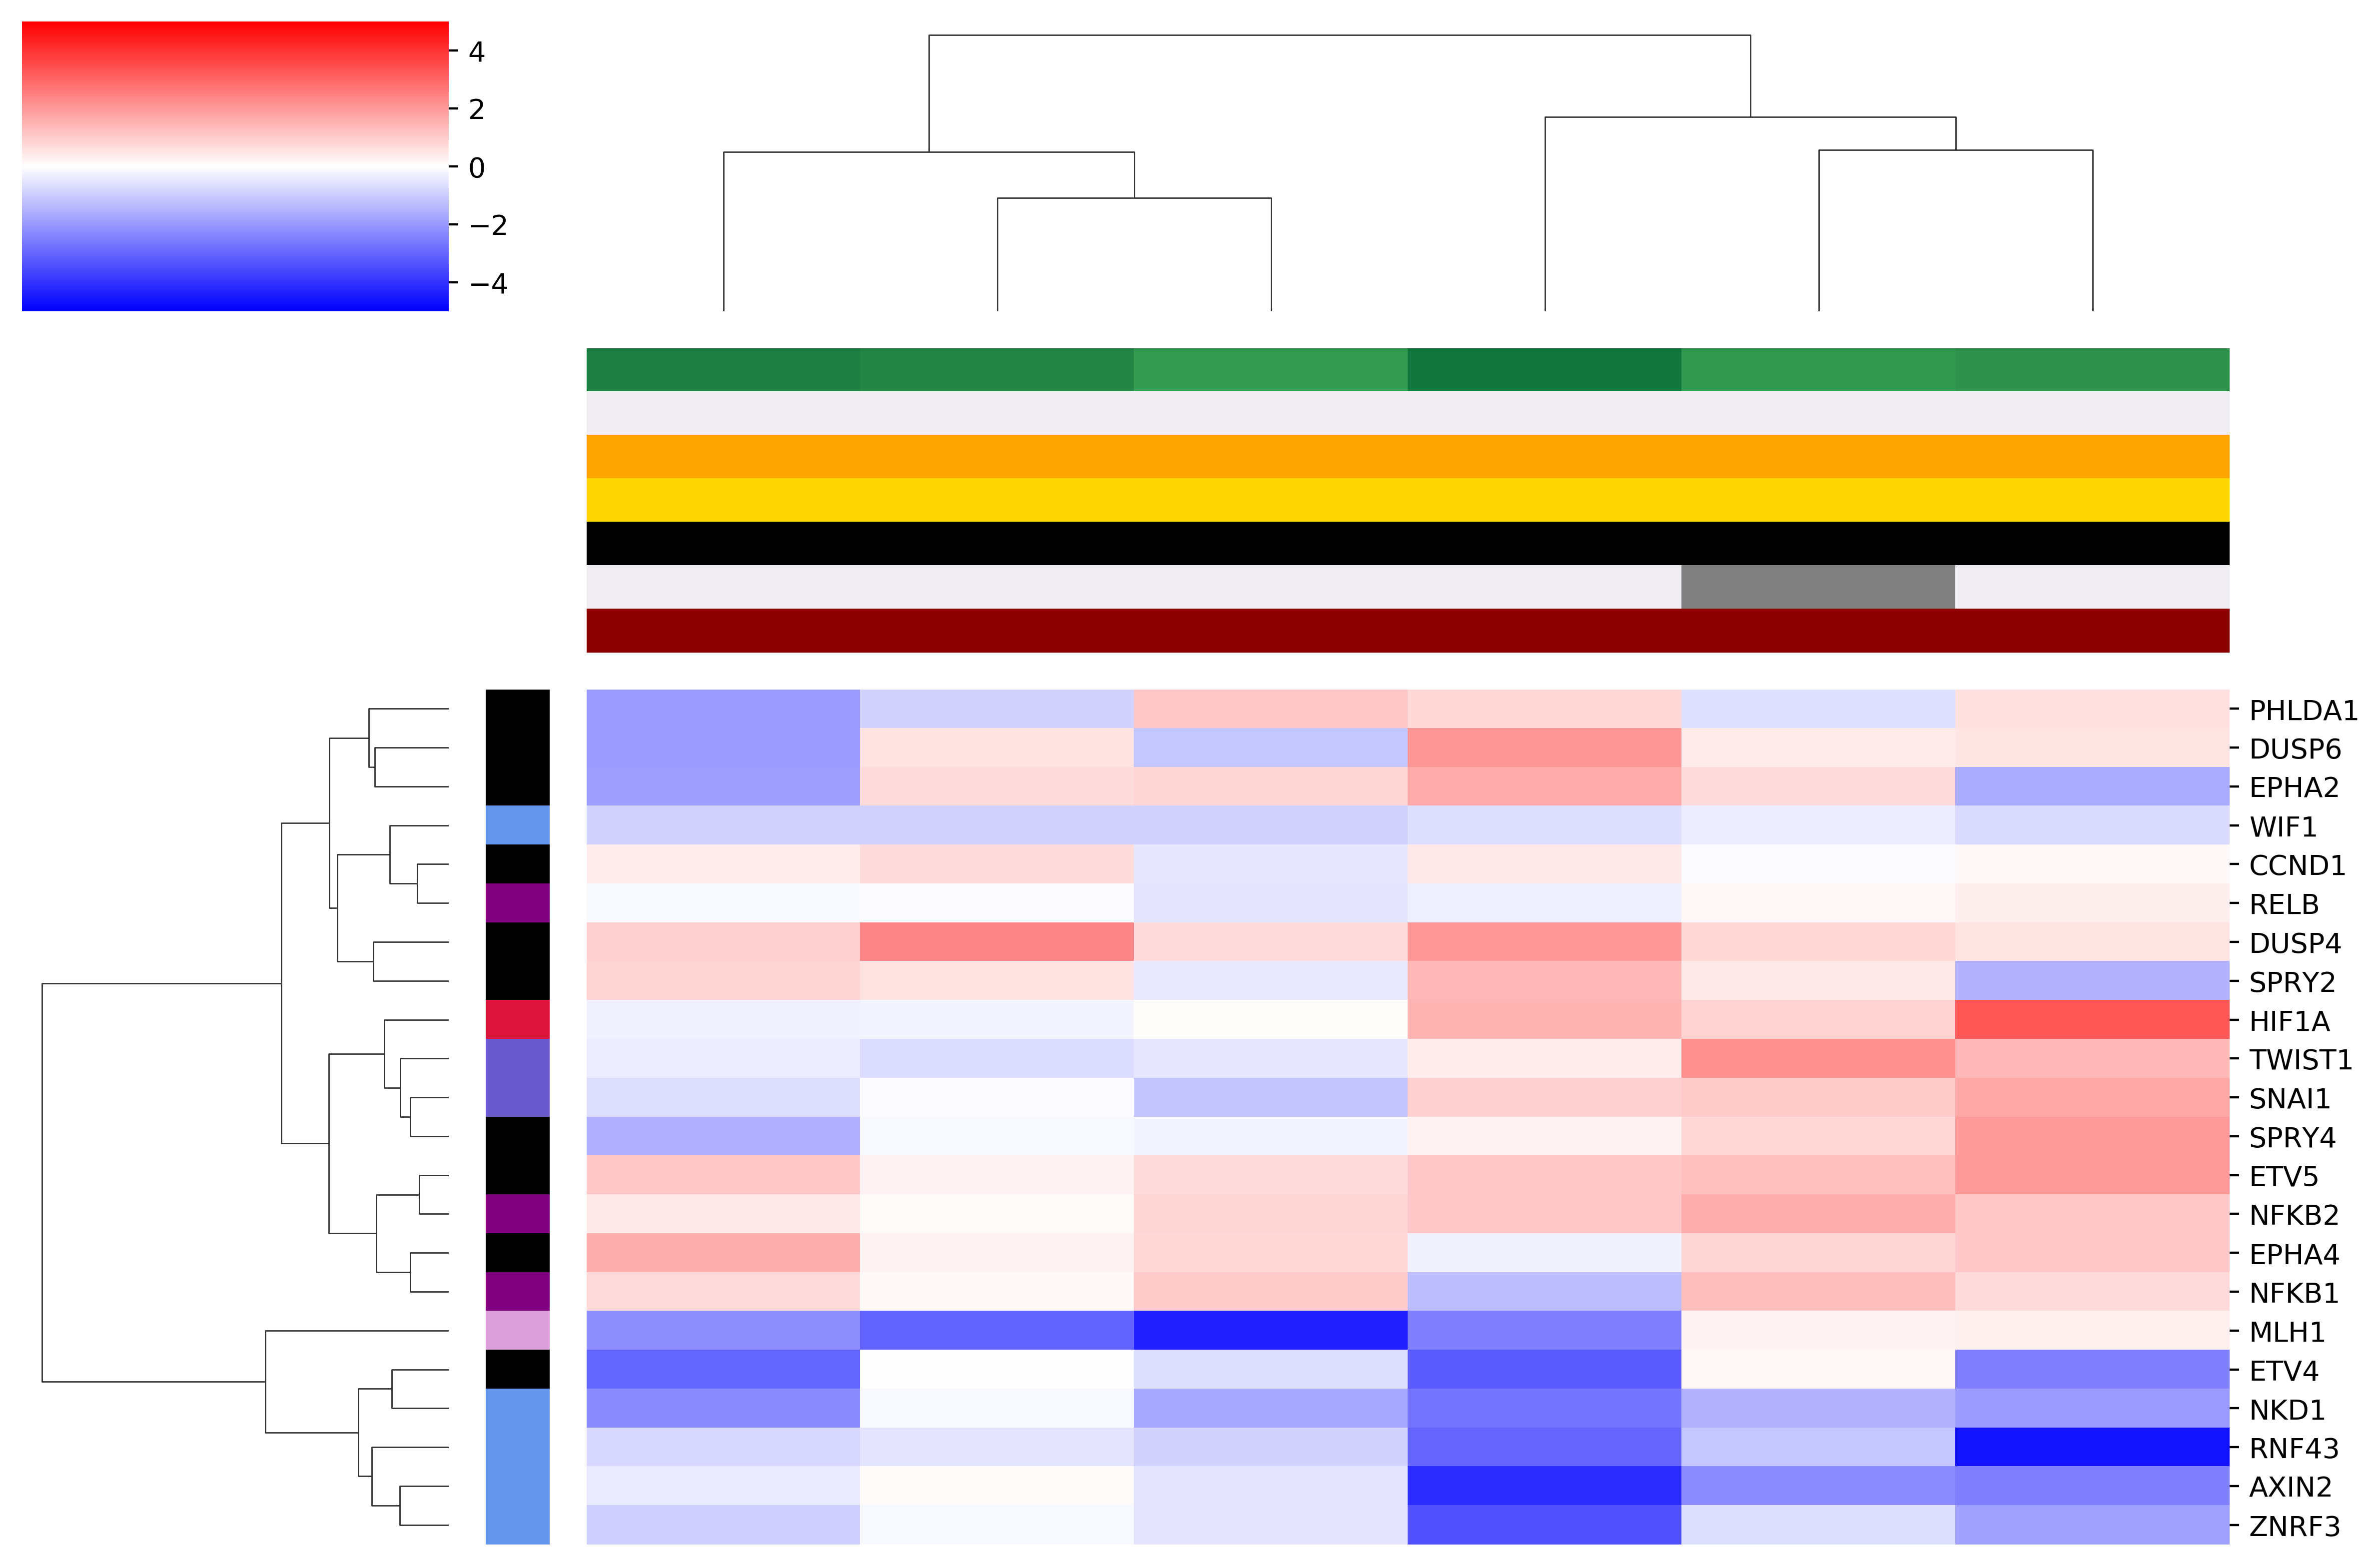 4
2
0
−2
−4
PHLDA1
DUSP6
EPHA2
WIF1
CCND1
RELB
DUSP4
SPRY2
HIF1A
TWIST1
SNAI1
SPRY4
ETV5
NFKB2
EPHA4
NFKB1
MLH1
ETV4
NKD1
RNF43
AXIN2
ZNRF3